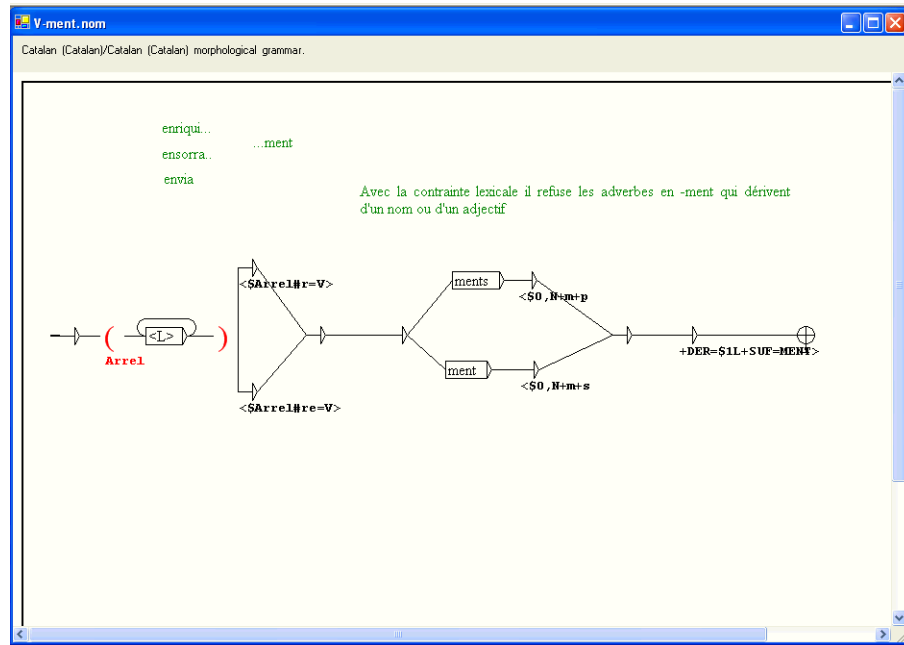 V-ment.nom
Catalan (Catalan)/Catalan (Catalan) morphological grammar.
enriqui...
...ment
ensorra..
envia
Avec la contrainte lexicale il refuse les adverbes en -ment qui dérivent
d'un nom ou d'un adjectif
<$Arrel#r=V>
ments
<$0,N+m+p
( <L> )
Arrel
+DER=$1L+SUF=MENT>
ment
<$0,N+m+s
<$Arrel#re=V>